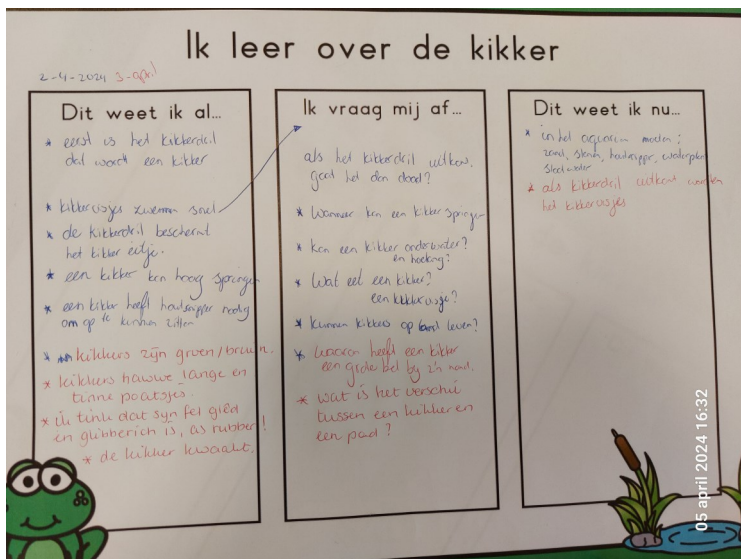 Ik leer over de kikker
2-4-2024 3-april
Dit weet ik al...
* eerst is het kikkerdril
dat wordt een kikker
* kikkervisjes zwemmen snel
* de kikkerdril beschermt
het kikker eitje.
* een kikker kan hoog springen
* een kikker heeft houtsnipper nodig
om op te kunnen zitten
* kikkers zijn groen/bruin.
* kikkers hawwe lange en
tinne poatsjes.
* ik tink dat syn fel glêd
en glibberich is, as rubber!
* de kikker kwaakt.
Ik vraag mij af...
als het kikkerdril uitkomt,
gaat het dan dood?
* Wanneer kan een kikker springen
* kan een kikker onderwater?
en hoelang?
* Wat eet een kikker?
een kikkervisje?
* kunnen kikkers op land leven?
* waarom heeft een kikker
een grote bel bij z'n mond.
* wat is het verschil
tussen een kikker en
een pad?
Dit weet ik nu...
* in het aquarium moeten:
zand, stenen, houtsnipper, waterplanten
slootwater
* als kikkerdril uitkomt worden
het kikkervisjes
05 april 2024 16:32